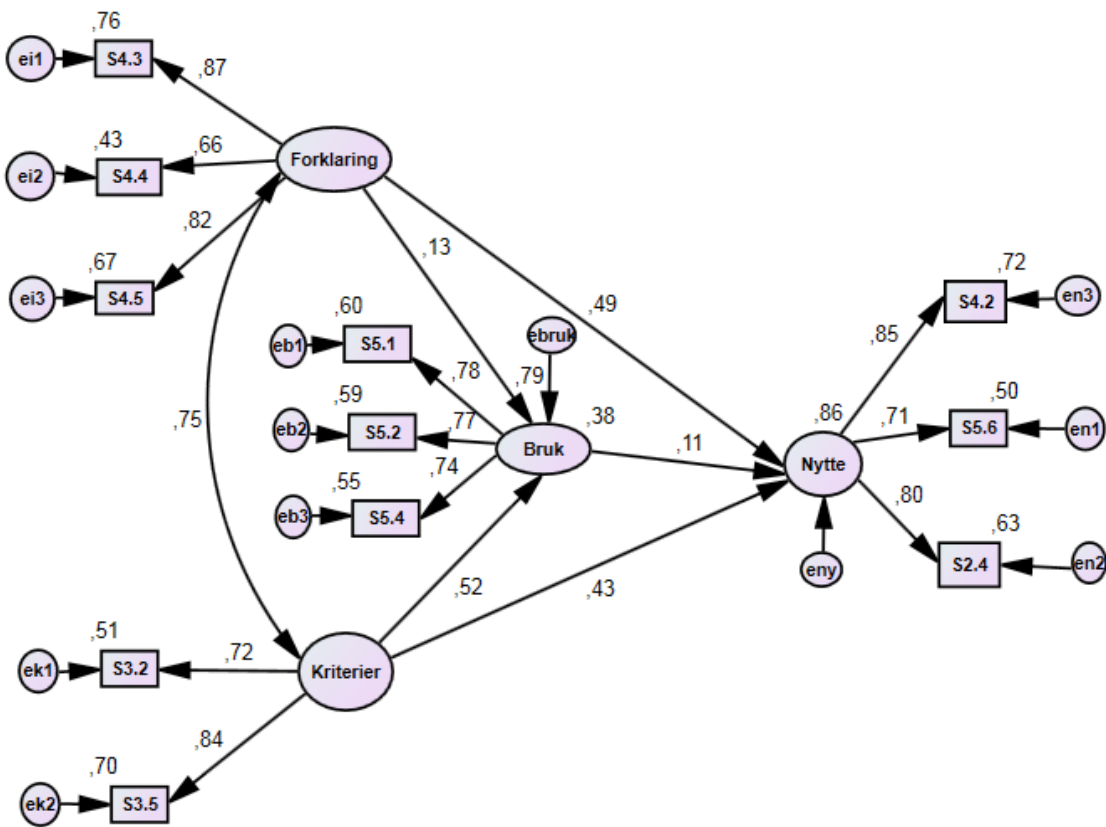 ,76
ei1
S4.3
,87
,43
ei2
S4.4
,66
Forklaring
,82
,67
ei3
S4.5
,13
,49
,72
S4.2
en3
,60
eb1
S5.1
ebruk
,78
,79
,85
,75
,59
eb2
S5.2
,77
Bruk
,38
,11
,86
Nytte
,71
,50
S5.6
en1
,74
,55
eb3
S5.4
,80
,63
eny
S2.4
en2
,52
,43
,51
ek1
S3.2
,72
Kriterier
,84
,70
ek2
S3.5